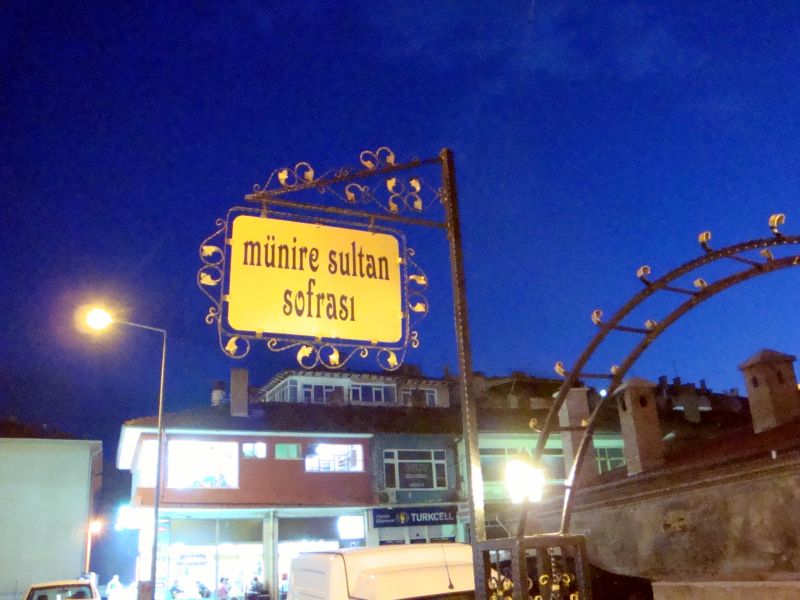 münire sultan
sofrası
TURKCELL